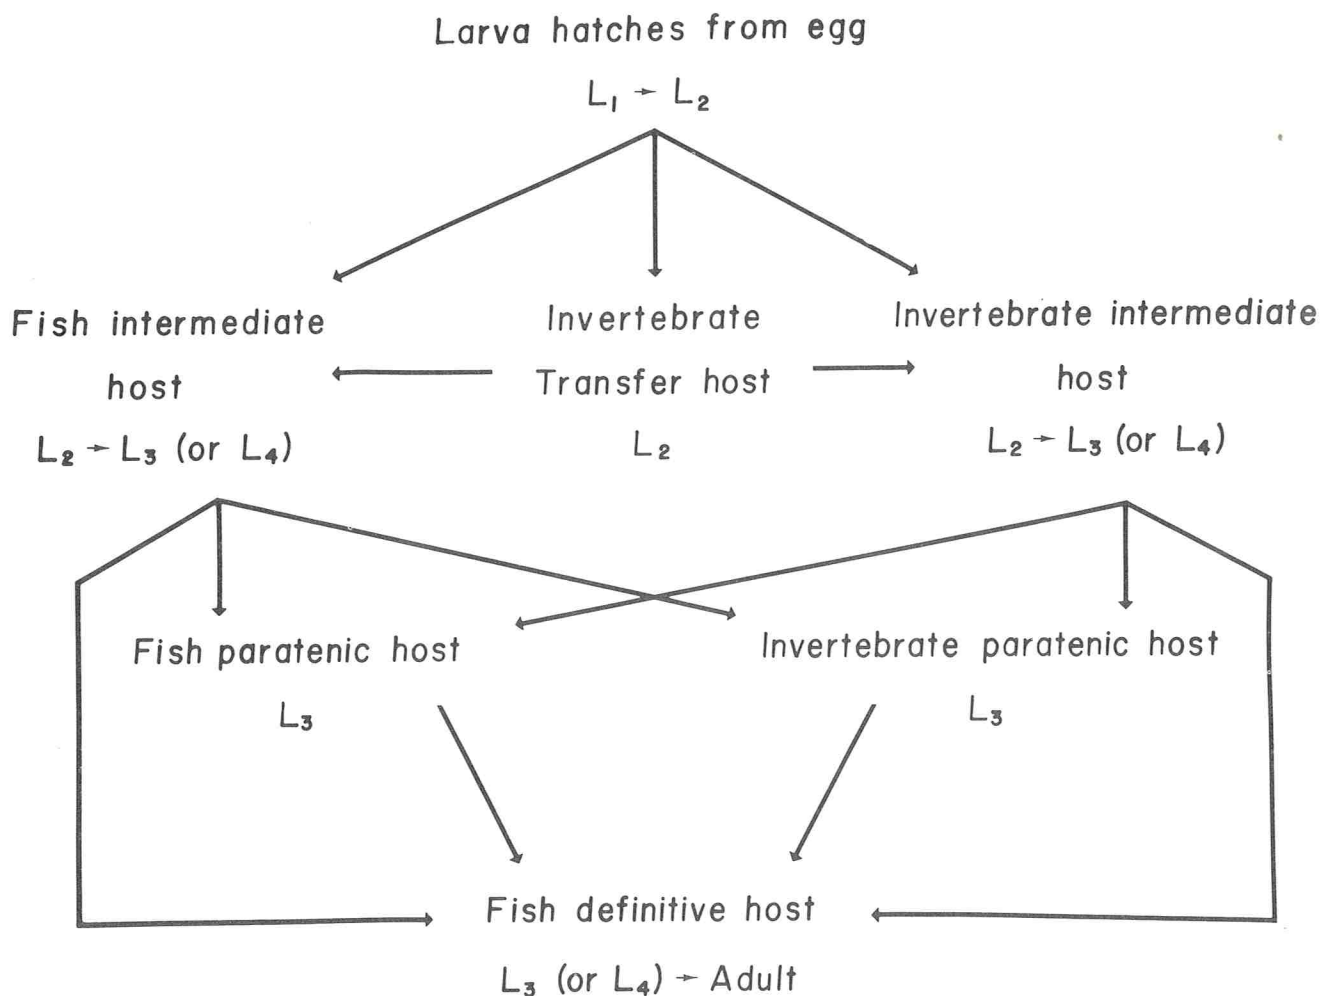 Larva hatches from egg
L₁ → L₂
Fish intermediate
host
L₂ → L₃ (or L₄)
Invertebrate
Transfer host
L₂
Invertebrate intermediate
host
L₂ → L₃ (or L₄)
Fish paratenic host
L₃
Invertebrate paratenic host
L₃
Fish definitive host
L₃ (or L₄) → Adult